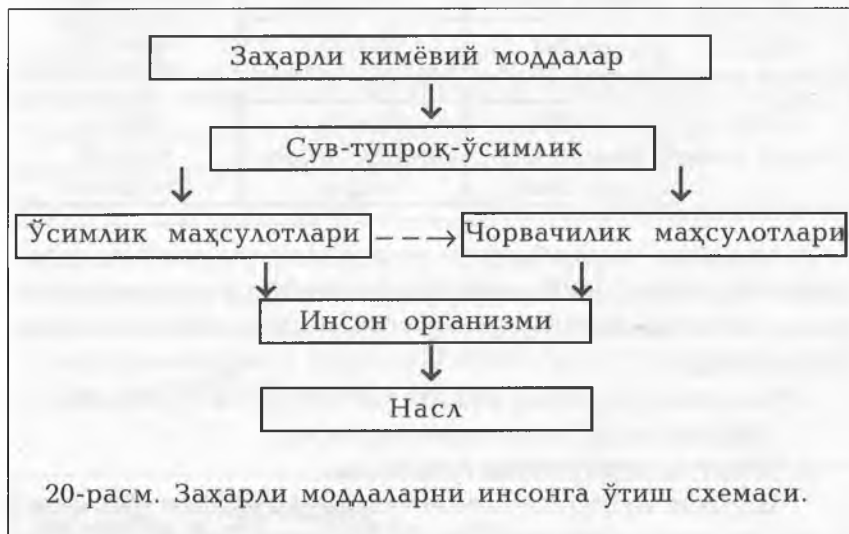 Заҳарли кимёвий моддалар
Сув-тупроқ-ўсимлик
Ўсимлик маҳсулотлари
Чорвачилик маҳсулотлари
Инсон организми
Насл
20-расм. Заҳарли моддаларни инсонга ўтиш схемаси.